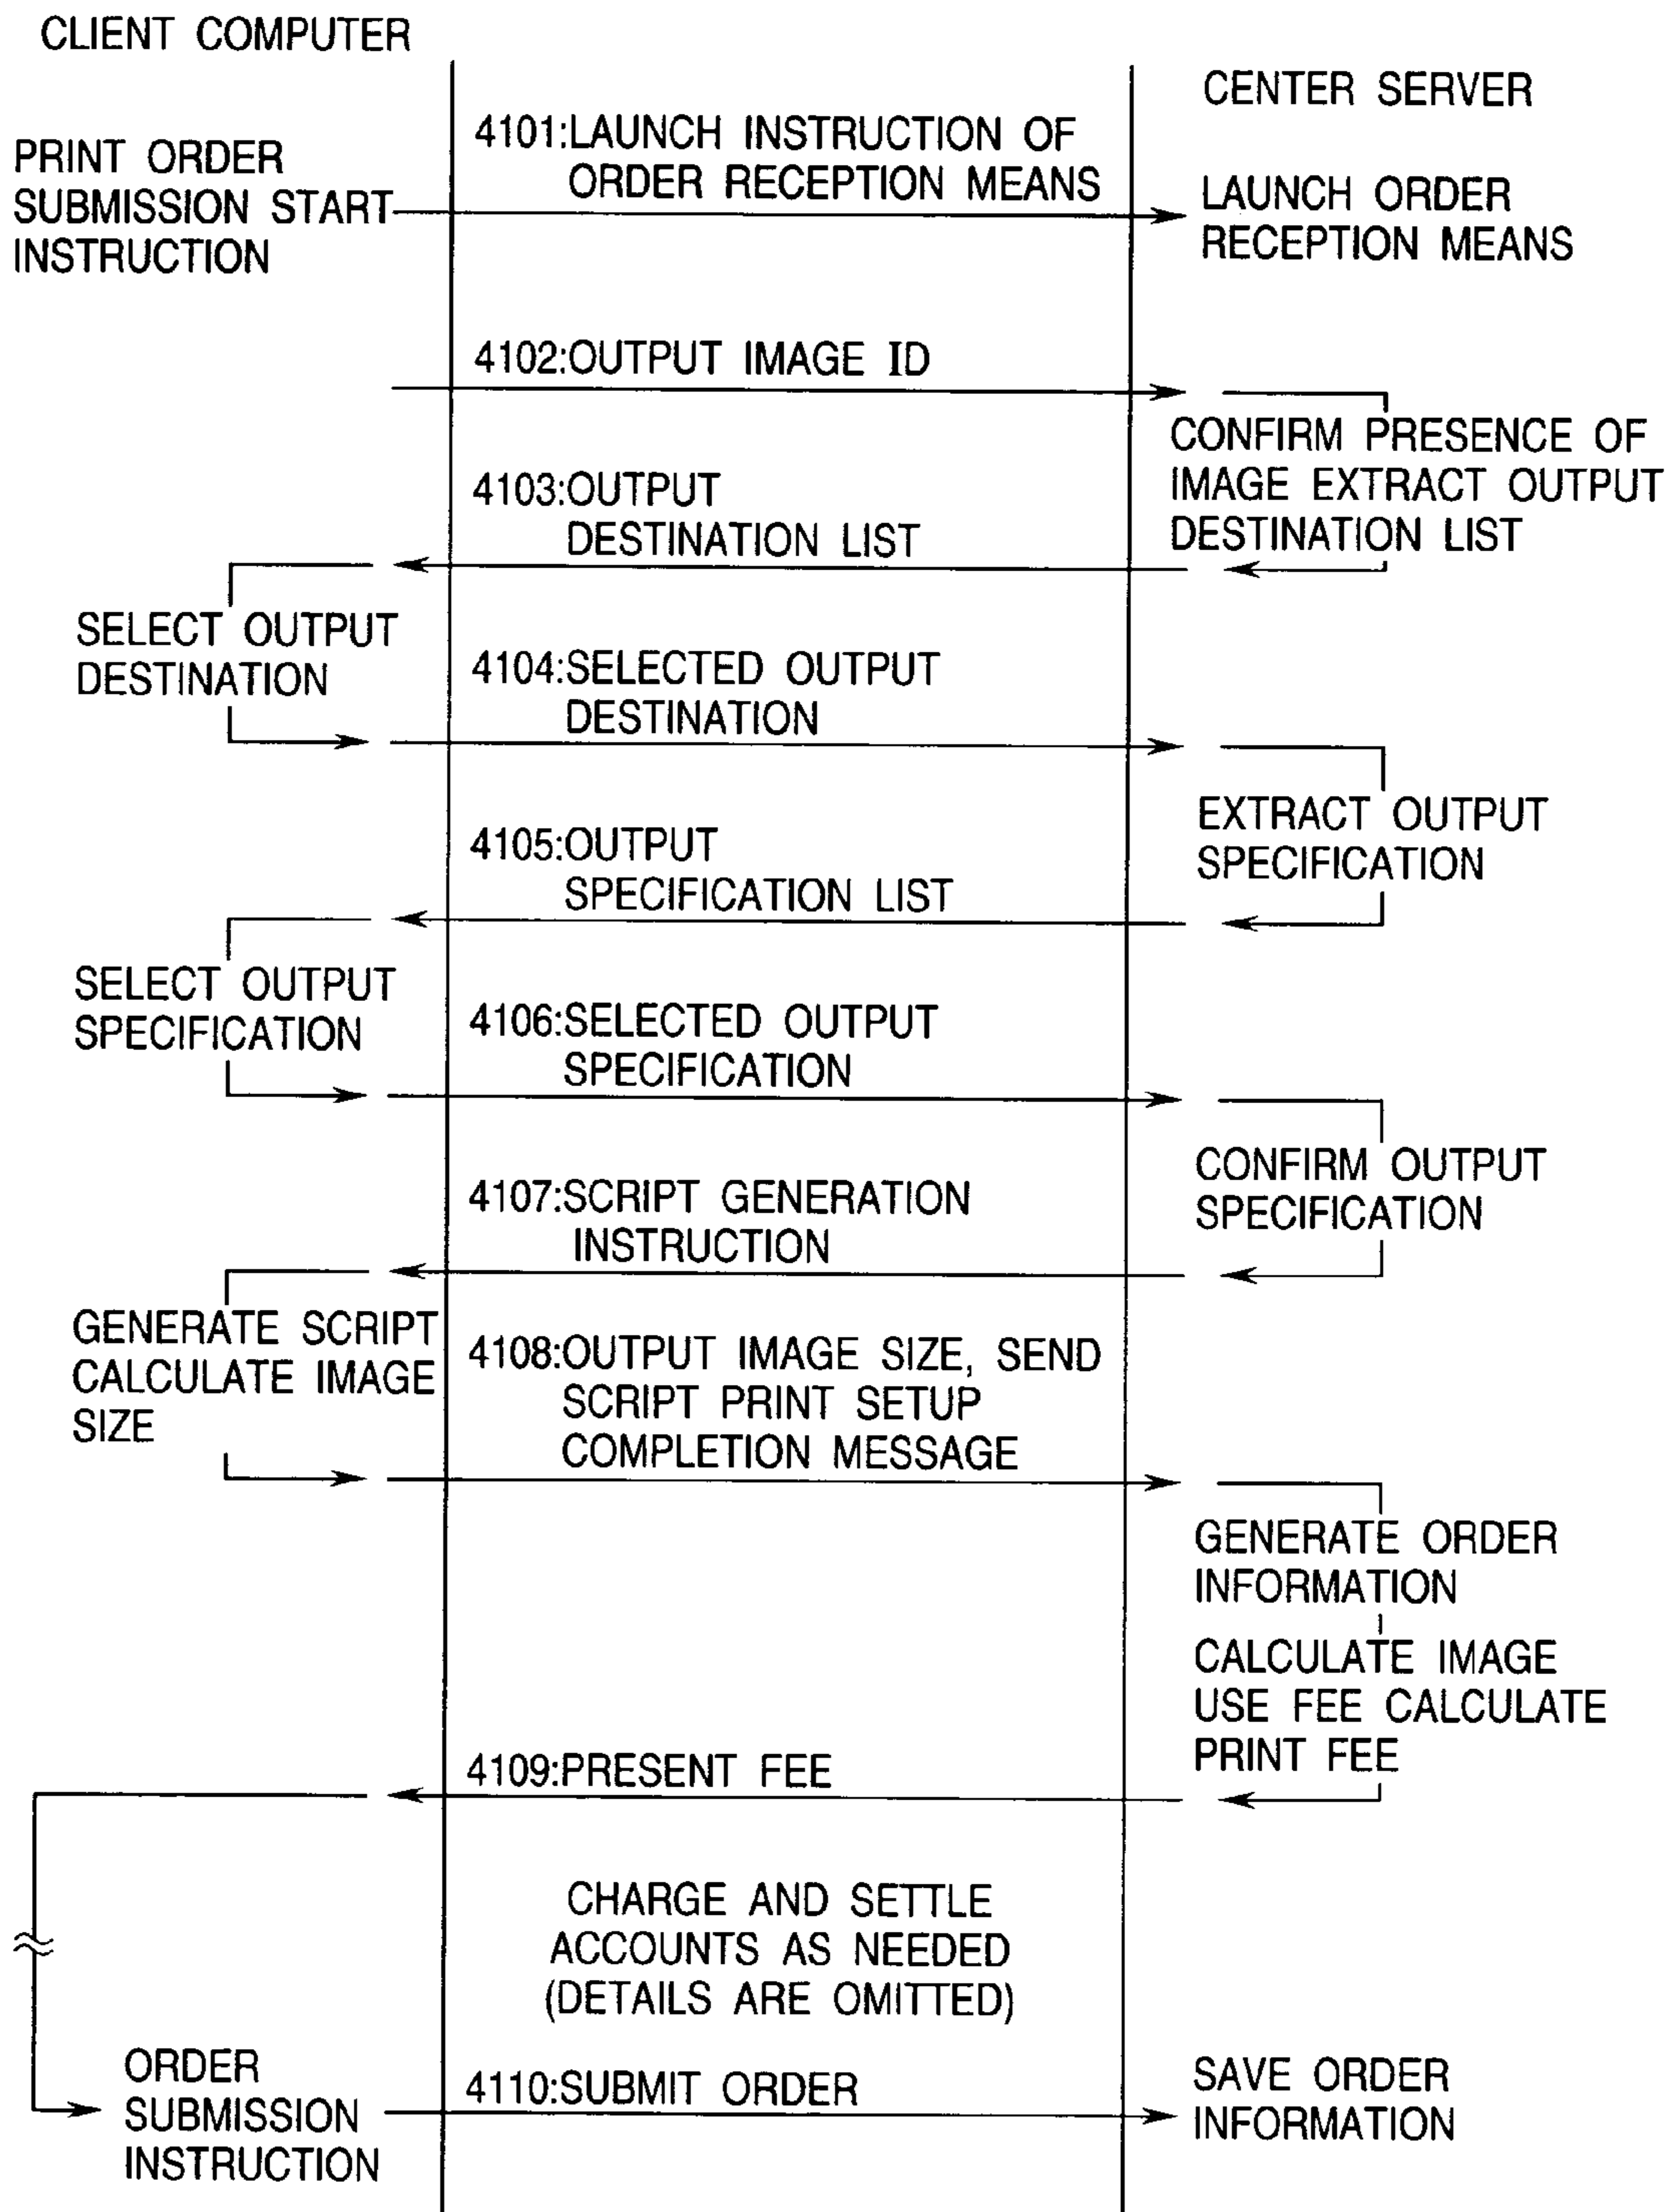 CLIENT COMPUTER
CENTER SERVER
PRINT ORDER
SUBMISSION START
INSTRUCTION
4101:LAUNCH INSTRUCTION OF
ORDER RECEPTION MEANS
LAUNCH ORDER
RECEPTION MEANS
4102:OUTPUT IMAGE ID
CONFIRM PRESENCE OF
IMAGE EXTRACT OUTPUT
DESTINATION LIST
4103:OUTPUT
DESTINATION LIST
SELECT OUTPUT
DESTINATION
4104:SELECTED OUTPUT
DESTINATION
EXTRACT OUTPUT
SPECIFICATION
4105:OUTPUT
SPECIFICATION LIST
SELECT OUTPUT
SPECIFICATION
4106:SELECTED OUTPUT
SPECIFICATION
CONFIRM OUTPUT
SPECIFICATION
4107:SCRIPT GENERATION
INSTRUCTION
GENERATE SCRIPT
CALCULATE IMAGE
SIZE
4108:OUTPUT IMAGE SIZE, SEND
SCRIPT PRINT SETUP
COMPLETION MESSAGE
GENERATE ORDER
INFORMATION
CALCULATE IMAGE
USE FEE CALCULATE
PRINT FEE
4109:PRESENT FEE
CHARGE AND SETTLE
ACCOUNTS AS NEEDED
(DETAILS ARE OMITTED)
ORDER
SUBMISSION
INSTRUCTION
4110:SUBMIT ORDER
SAVE ORDER
INFORMATION